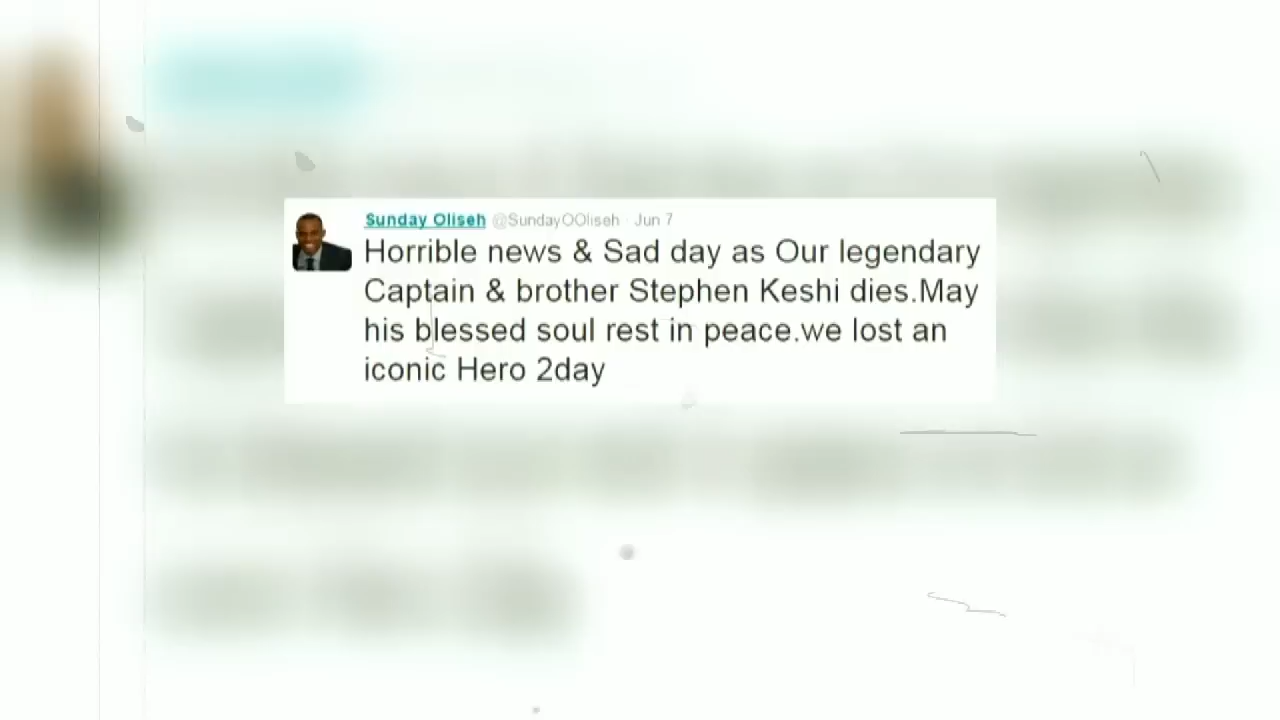 Sunday Oliseh @SundayOOliseh · Jun 7
Horrible news & Sad day as Our legendary
Captain & brother Stephen Keshi dies.May
his blessed soul rest in peace.we lost an
iconic Hero 2day